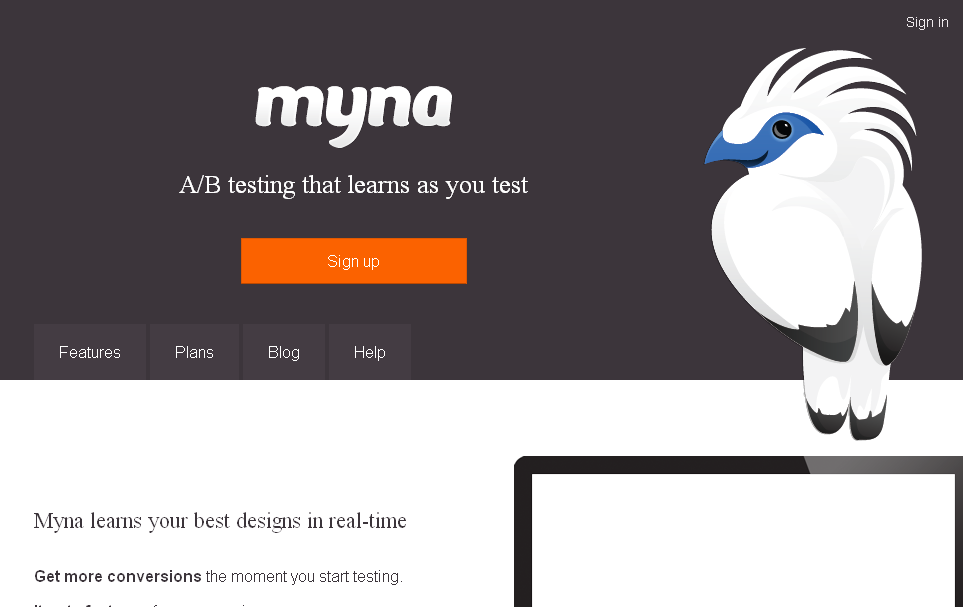 Sign in
myna
A/B testing that learns as you test
Sign up
Features Plans Blog Help
Myna learns your best designs in real-time
Get more conversions the moment you start testing.